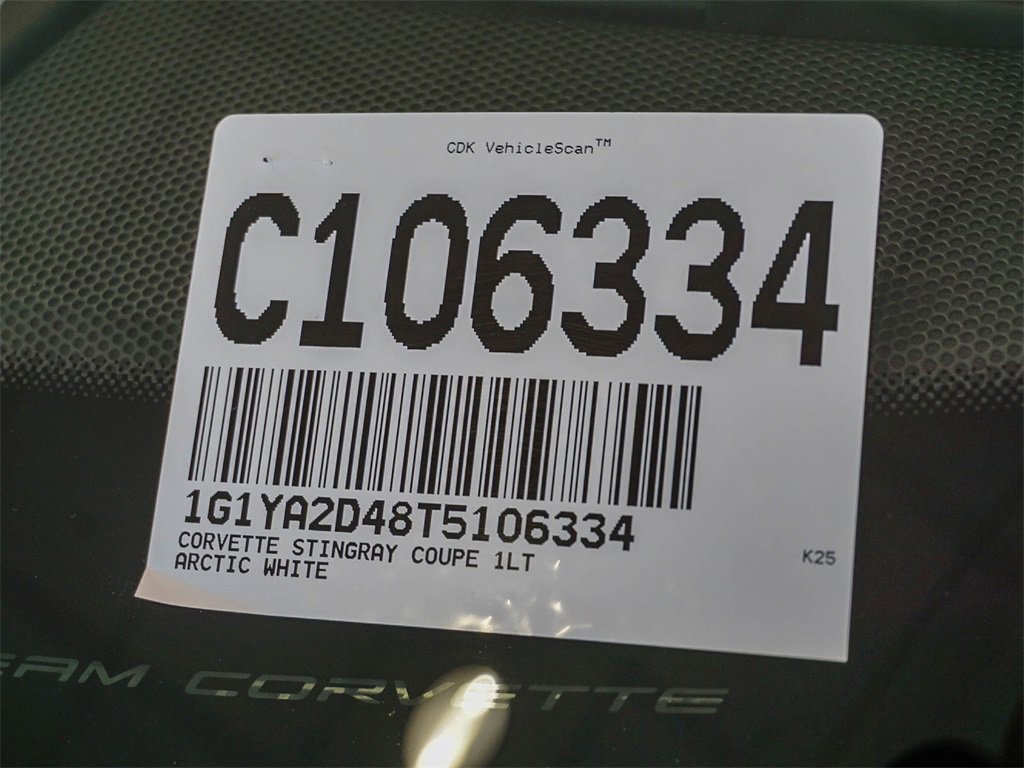 CDK VehicleScan™
C106334
1G1YA2D48T5106334
CORVETTE STINGRAY COUPE 1LT
ARCTIC WHITE
K25
CORVETTE